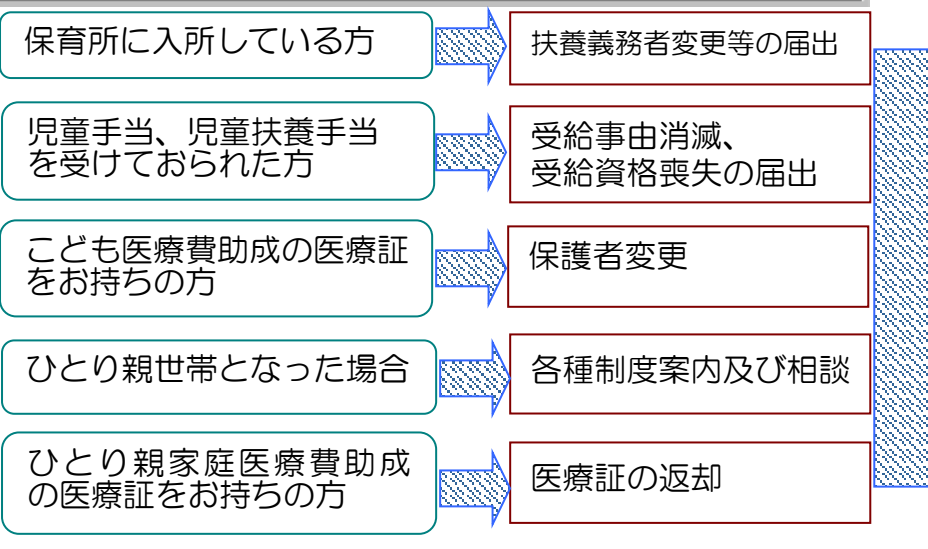 保育所に入所している方
扶養義務者変更等の届出
児童手当、児童扶養手当
を受けておられた方
受給事由消滅、
受給資格喪失の届出
こども医療費助成の医療証
をお持ちの方
保護者変更
ひとり親世帯となった場合
各種制度案内及び相談
ひとり親家庭医療費助成
の医療証をお持ちの方
医療証の返却